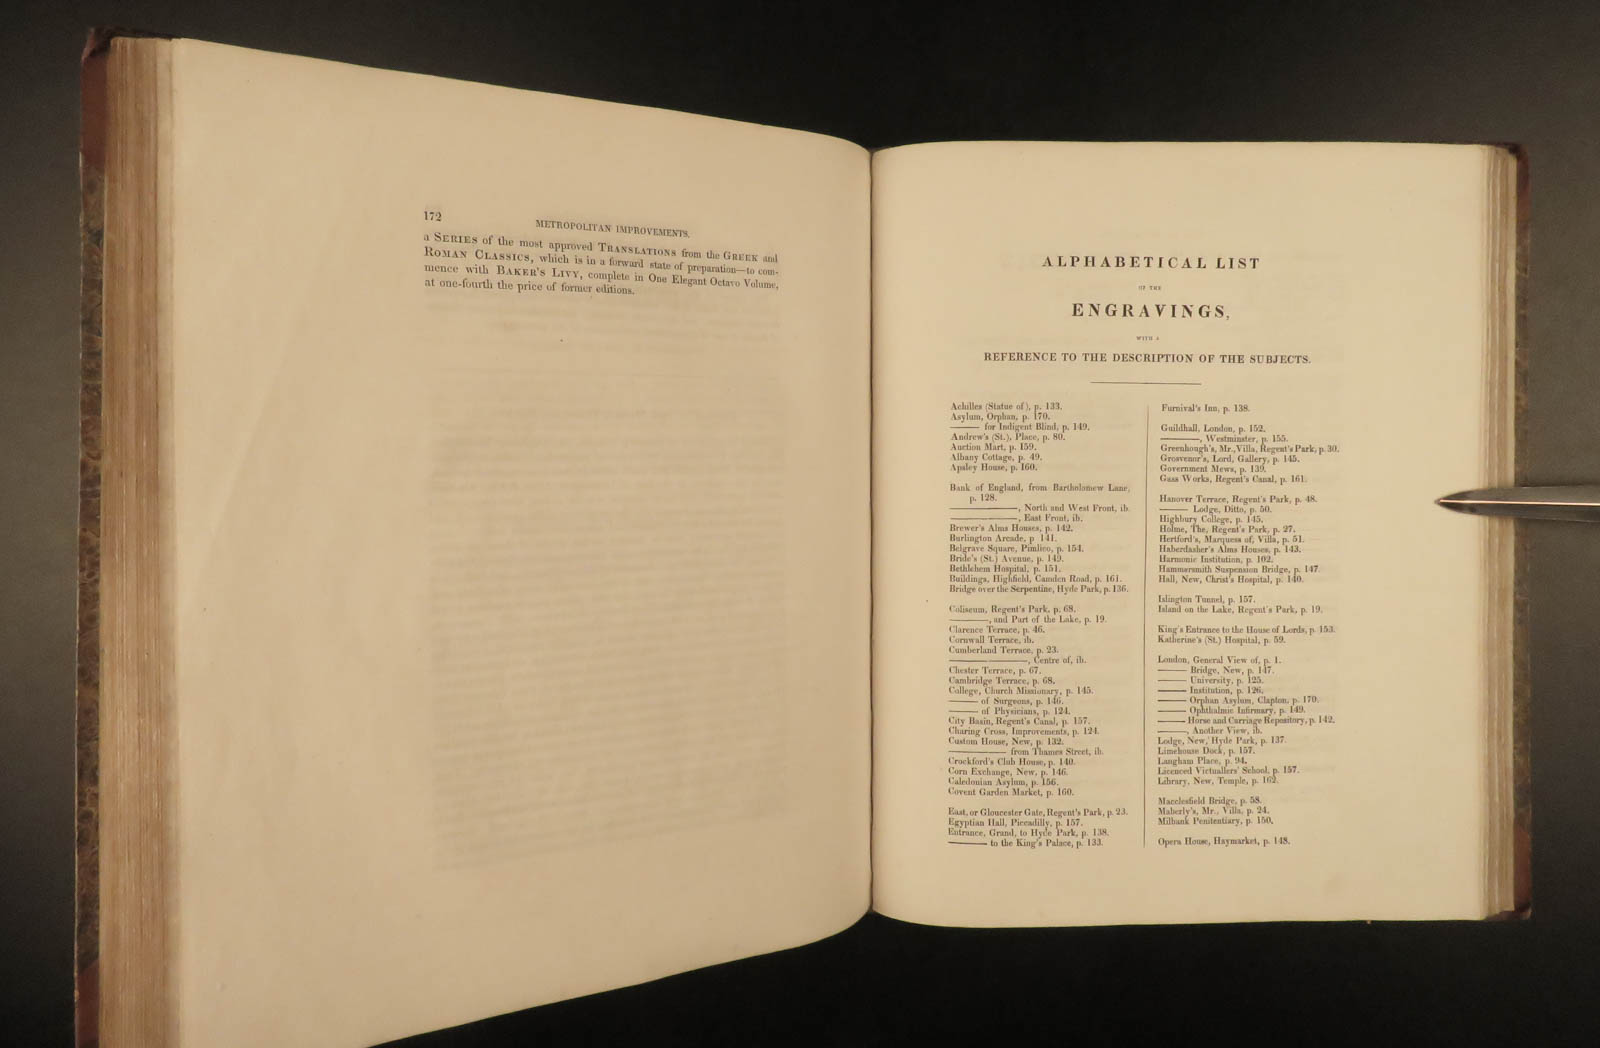 172
METROPOLITAN IMPROVEMENTS.
a SERIES of the most approved TRANSLATIONS from the GREEK and
ROMAN CLASSICS, which is in a forward state of preparation—to com-
mence with BAKER'S LIVY, complete in One Elegant Octavo Volume,
at one-fourth the price of former editions.
ALPHABETICAL LIST
OF THE
ENGRAVINGS,
WITH A
REFERENCE TO THE DESCRIPTION OF THE SUBJECTS.
Achilles (Statue of), p. 133.
Asylum, Orphan, p. 170.
——— for Indigent Blind, p. 149.
Andrew's (St.), Place, p. 80.
Auction Mart, p. 159.
Albany Cottage, p. 49.
Apsley House, p. 160.
Bank of England, from Bartholomew Lane,
p. 128.
———————, North and West Front, ib.
———————, East Front, ib.
Brewer's Alms Houses, p. 142.
Burlington Arcade, p 141.
Belgrave Square, Pimlico, p. 154.
Bride's (St.) Avenue, p. 149.
Bethlehem Hospital, p. 151.
Buildings, Highfield, Camden Road, p. 161.
Bridge over the Serpentine, Hyde Park, p. 136.
Coliseum, Regent's Park, p. 68.
————, and Part of the Lake, p. 19.
Clarence Terrace, p. 46.
Cornwall Terrace, ib.
Cumberland Terrace, p. 23.
————————, Centre of, ib.
Chester Terrace, p. 67.
Cambridge Terrace, p. 68.
College, Church Missionary, p. 145.
——— of Surgeons, p. 146.
——— of Physicians, p. 124.
City Basin, Regent's Canal, p. 157.
Charing Cross, Improvements, p. 124.
Custom House, New, p. 132.
—————— from Thames Street, ib.
Crockford's Club House, p. 140.
Corn Exchange, New, p. 146.
Caledonian Asylum, p. 156.
Covent Garden Market, p. 160.
East, or Gloucester Gate, Regent's Park, p. 23.
Egyptian Hall, Piccadilly, p. 157.
Entrance, Grand, to Hyde Park, p. 138.
———— to the King's Palace, p. 133.
Furnival's Inn, p. 138.
Guildhall, London, p. 152.
————, Westminster, p. 155.
Greenhough's, Mr., Villa, Regent's Park, p. 30.
Grosvenor's, Lord, Gallery, p. 145.
Government Mews, p. 139.
Gass Works, Regent's Canal, p. 161.
Hanover Terrace, Regent's Park, p. 48.
——— Lodge, Ditto, p. 50.
Highbury College, p. 145.
Holme, The, Regent's Park, p. 27.
Hertford's, Marquess of, Villa, p. 51.
Haberdasher's Alms Houses, p. 143.
Harmonic Institution, p. 102.
Hammersmith Suspension Bridge, p. 147.
Hall, New, Christ's Hospital, p. 140.
Islington Tunnel, p. 157.
Island on the Lake, Regent's Park, p. 19.
King's Entrance to the House of Lords, p. 153.
Katherine's (St.) Hospital, p. 59.
London, General View of, p. 1.
——— Bridge, New, p. 147.
——— University, p. 125.
——— Institution, p. 126.
——— Orphan Asylum, Clapton, p. 170.
——— Ophthalmic Infirmary, p. 149.
——— Horse and Carriage Repository, p. 142.
———, Another View, ib.
Lodge, New, Hyde Park, p. 137.
Limehouse Dock, p. 157.
Langham Place, p. 94.
Licenced Victuallers' School, p. 157.
Library, New, Temple, p. 162.
Macclesfield Bridge, p. 58.
Maberly's, Mr., Villa, p. 24.
Milbank Penitentiary, p. 150.
Opera House, Haymarket, p. 148.